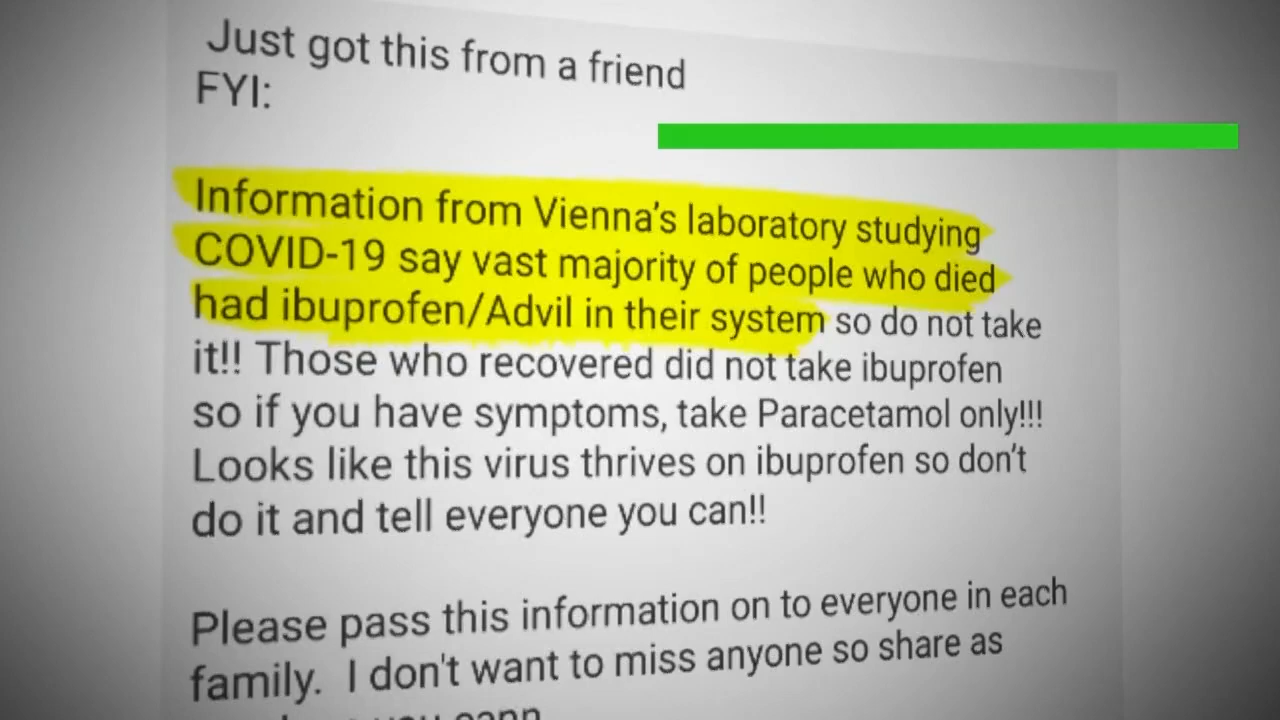 Just got this from a friend
FYI:
Information from Vienna's laboratory studying
COVID-19 say vast majority of people who died
had ibuprofen/Advil in their system so do not take
it!! Those who recovered did not take ibuprofen
so if you have symptoms, take Paracetamol only!!!
Looks like this virus thrives on ibuprofen so don't
do it and tell everyone you can!!
Please pass this information on to everyone in each
family. I don't want to miss anyone so share as
you